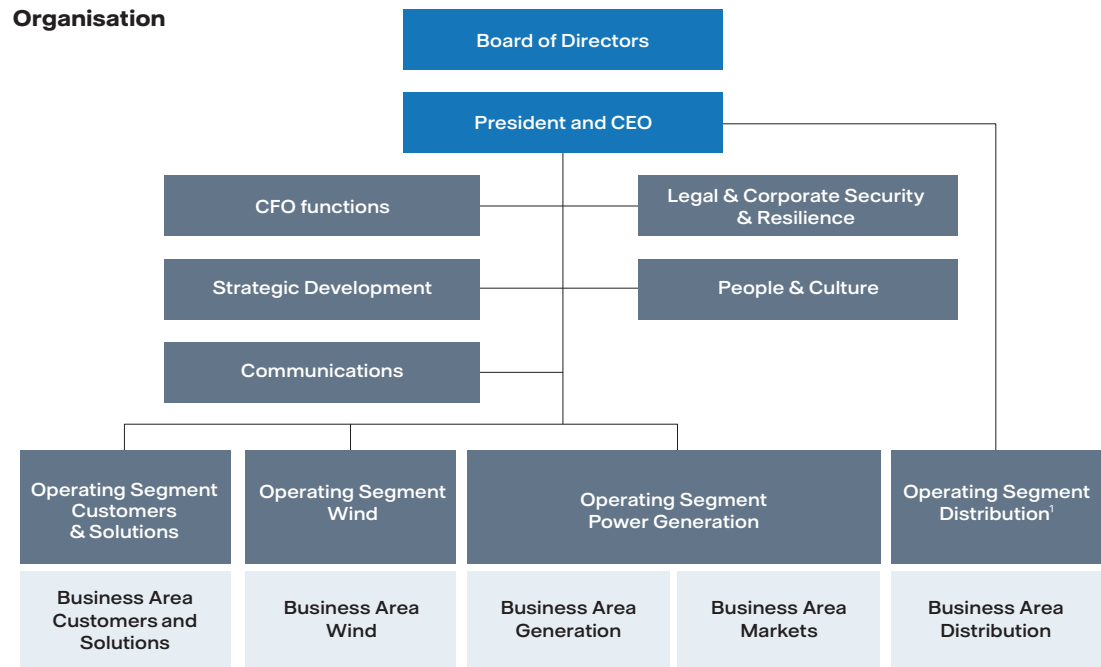 Organisation
Board of Directors
President and CEO
CFO functions
Legal & Corporate Security
& Resilience
Strategic Development
People & Culture
Communications
Operating Segment
Customers
& Solutions
Operating Segment
Wind
Operating Segment
Power Generation
Operating Segment
Distribution¹
Business Area
Customers and
Solutions
Business Area
Wind
Business Area
Generation
Business Area
Markets
Business Area
Distribution